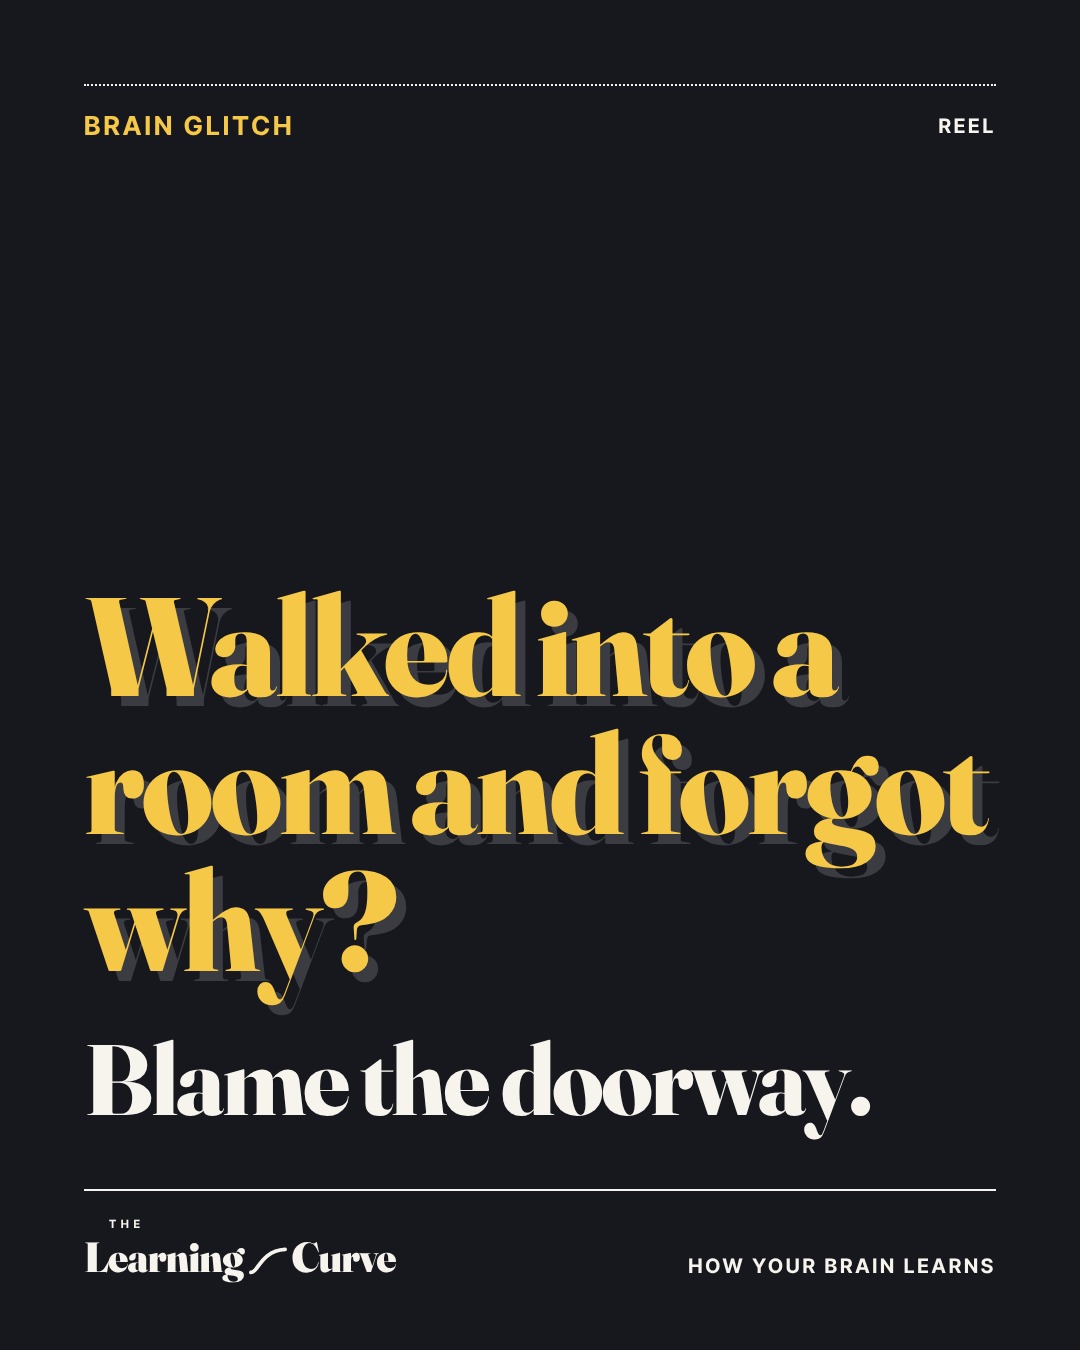 BRAIN GLITCH
REEL
Walked into a
room and forgot
why?
Blame the doorway.
THE
Learning Curve
HOW YOUR BRAIN LEARNS